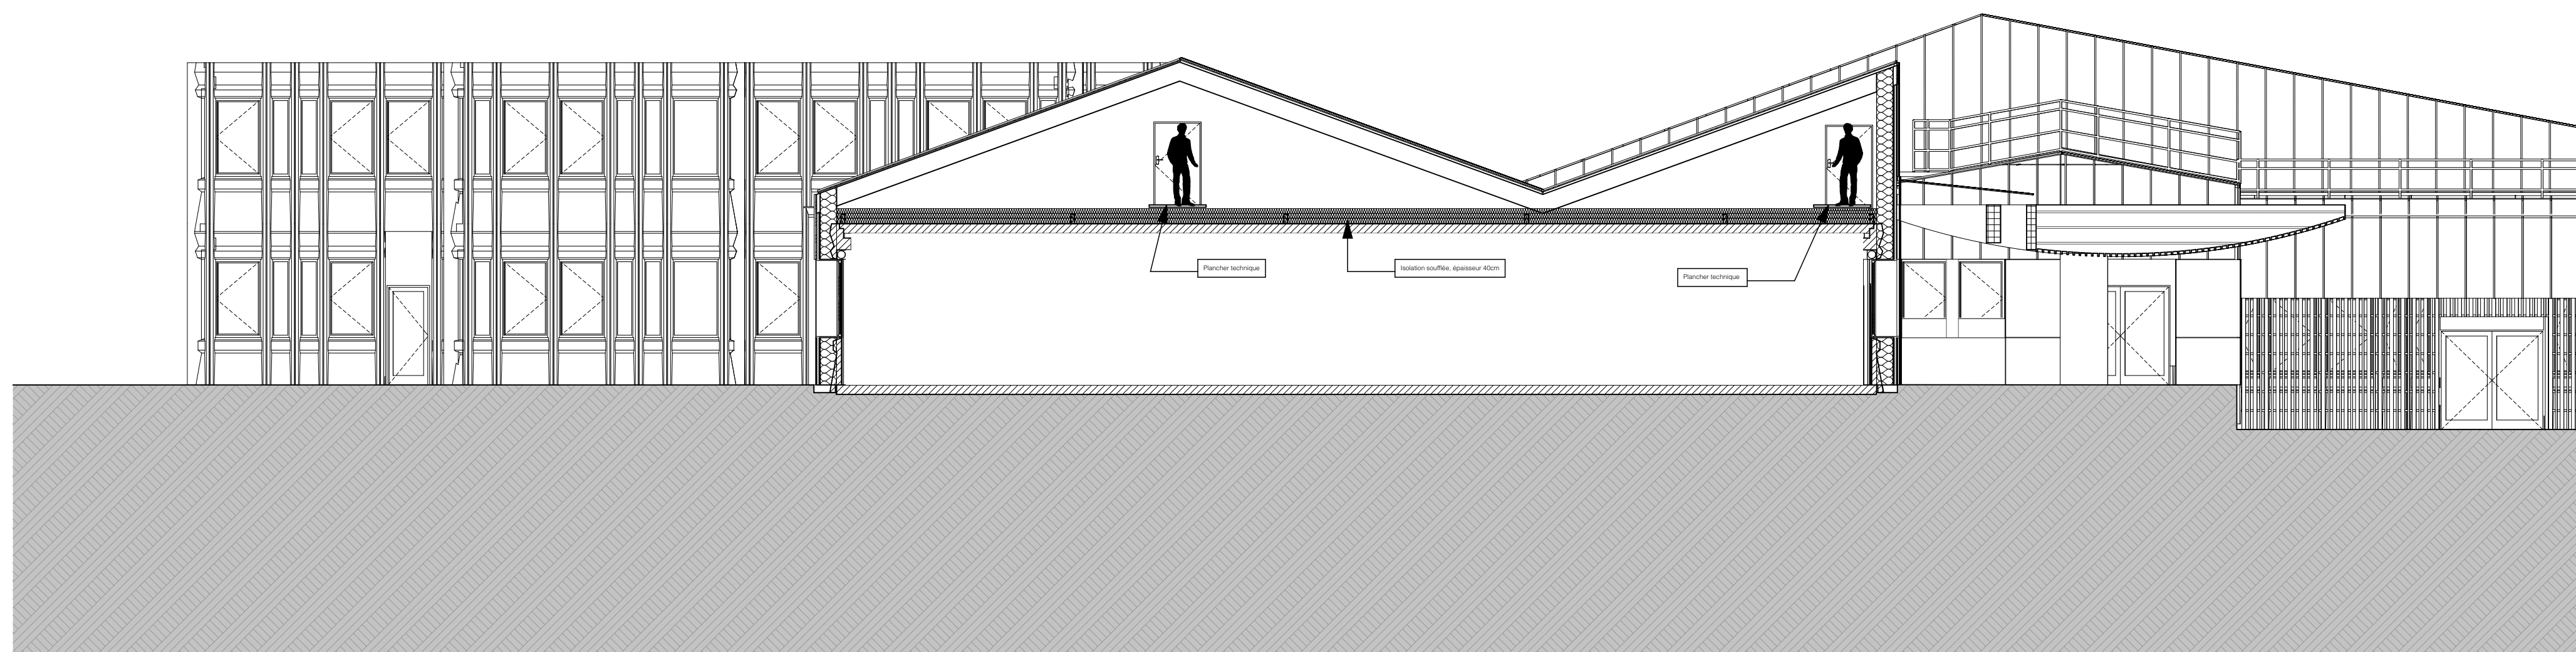 Plancher technique
Isolation soufflée, épaisseur 40cm
Plancher technique